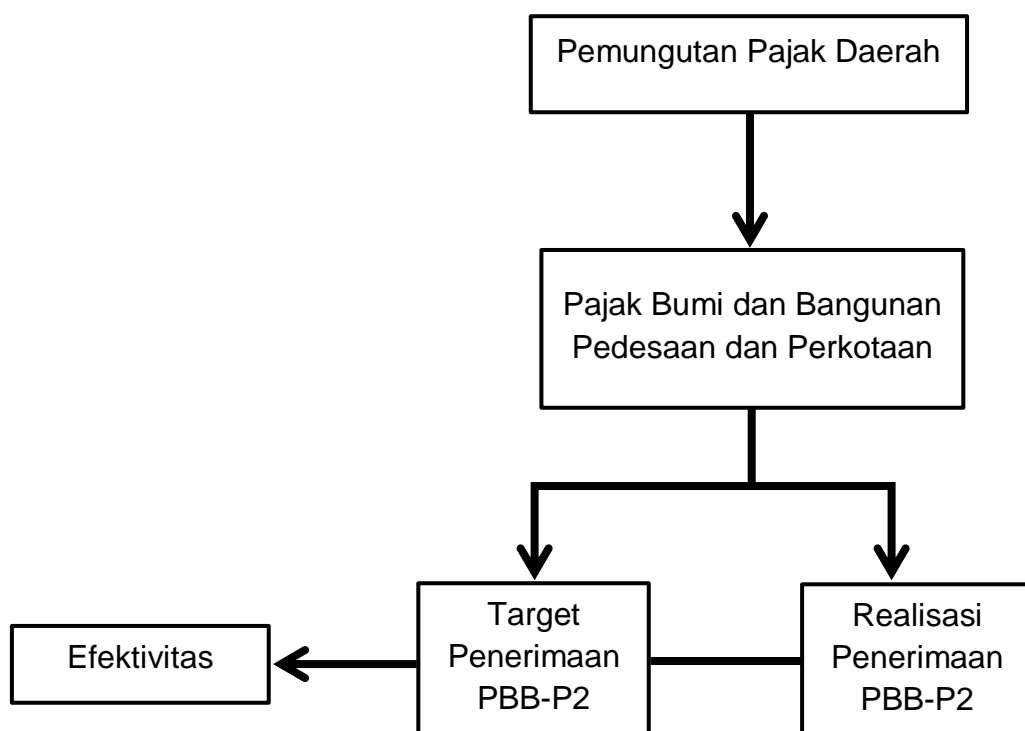 Pemungutan Pajak Daerah
Pajak Bumi dan Bangunan
Pedesaan dan Perkotaan
Efektivitas
Target
Penerimaan
PBB-P2
Realisasi
Penerimaan
PBB-P2